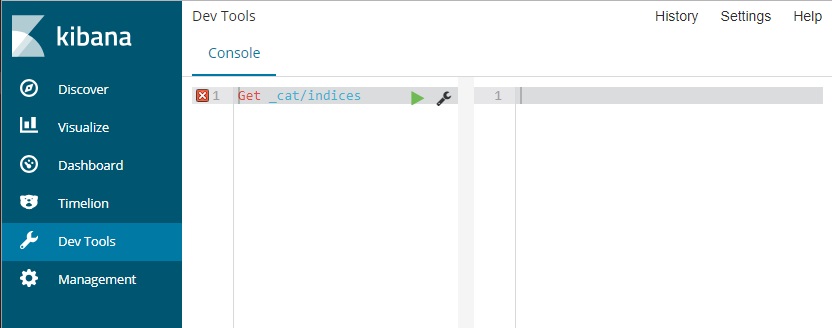 kibana
Discover
Visualize
Dashboard
Timelion
Dev Tools
Management
Dev Tools
History Settings Help
Console
1 Get _cat/indices
1